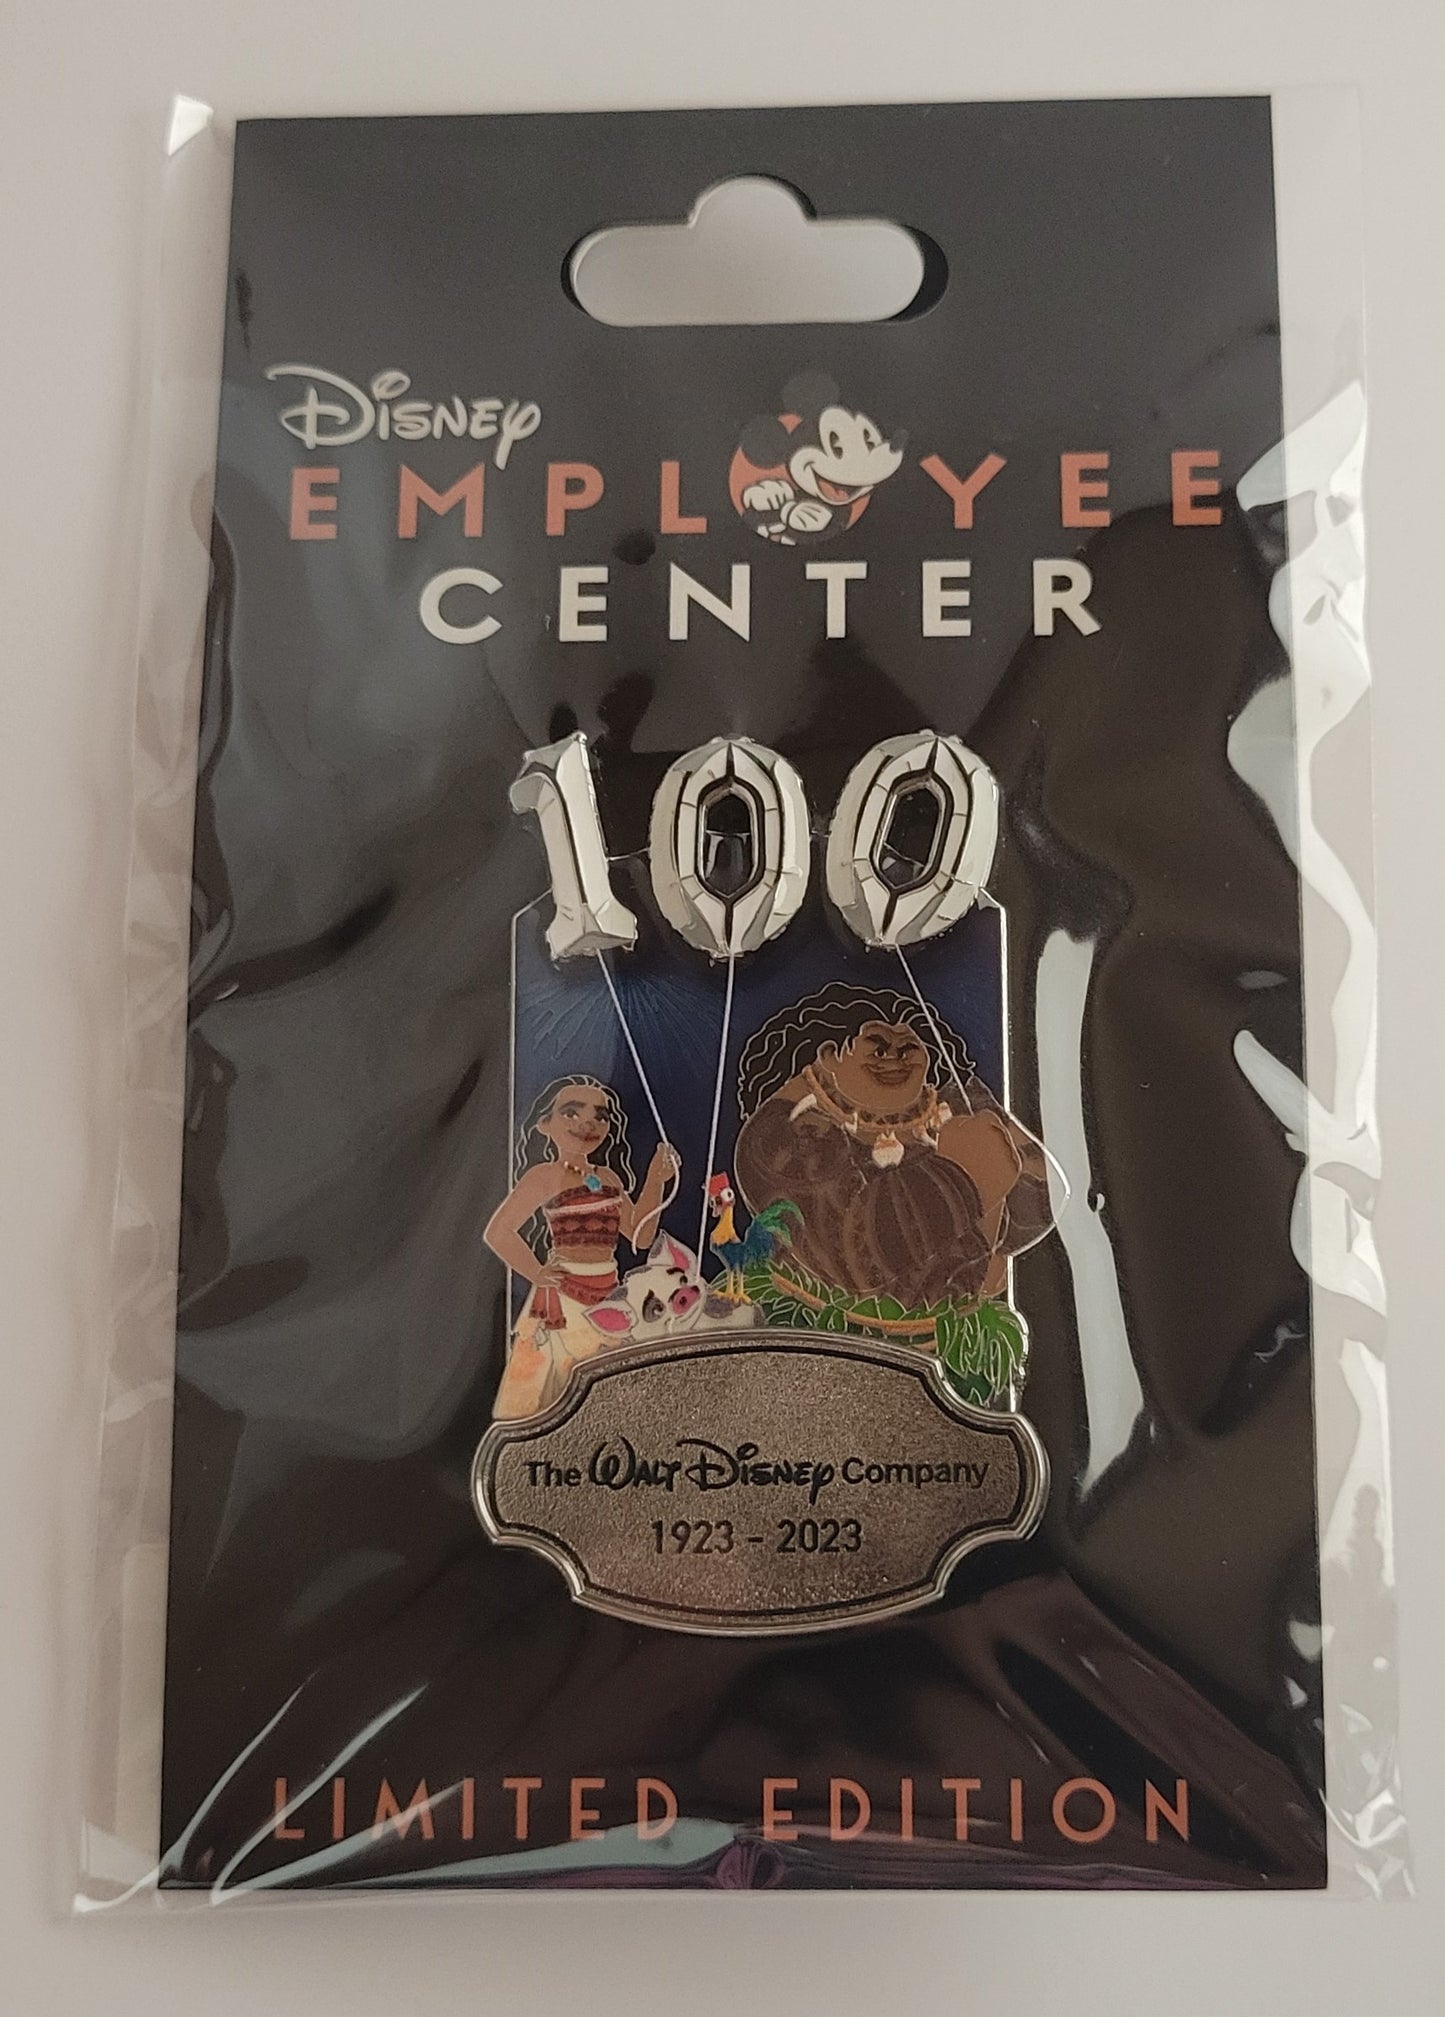 Disney
EMPLOYEE
CENTER
100
The Walt Disney Company
1923 - 2023
LIMITED EDITION